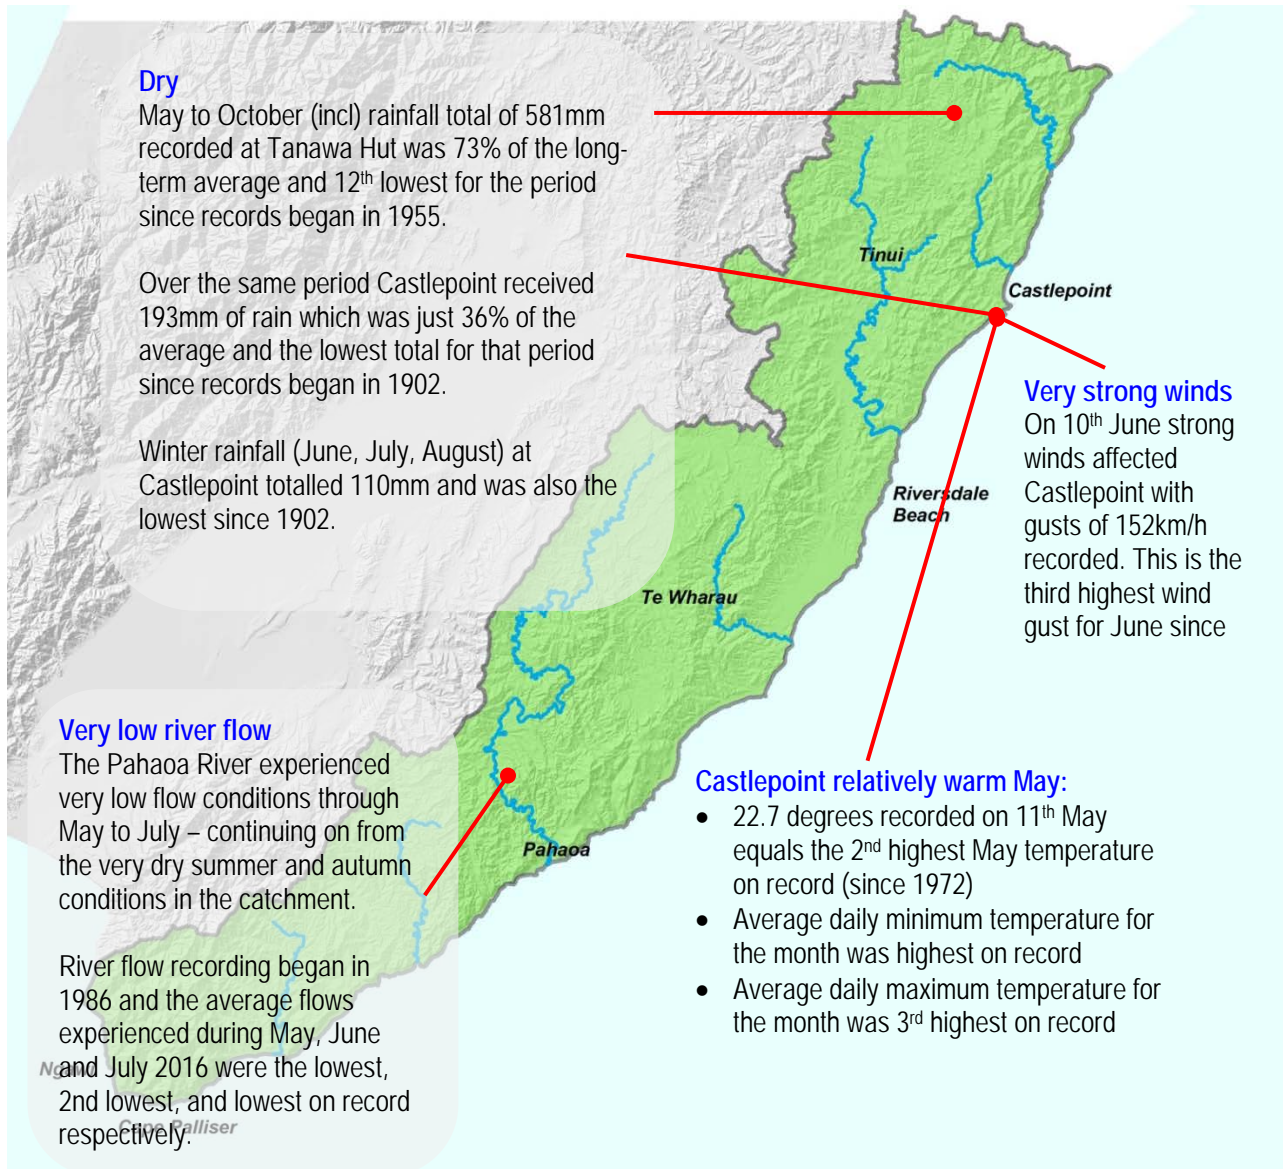 Dry
May to October (incl) rainfall total of 581mm
recorded at Tanawa Hut was 73% of the long-
term average and 12th lowest for the period
since records began in 1955.
Over the same period Castlepoint received
193mm of rain which was just 36% of the
average and the lowest total for that period
since records began in 1902.
Winter rainfall (June, July, August) at
Castlepoint totalled 110mm and was also the
lowest since 1902.
Tinui
Castlepoint
Very strong winds
On 10th June strong
winds affected
Castlepoint with
gusts of 152km/h
recorded. This is the
third highest wind
gust for June since
Riversdale
Beach
Te Wharau
Very low river flow
The Pahaoa River experienced
very low flow conditions through
May to July – continuing on from
the very dry summer and autumn
conditions in the catchment.
River flow recording began in
1986 and the average flows
experienced during May, June
and July 2016 were the lowest,
2nd lowest, and lowest on record
respectively.
Pahaoa
Castlepoint relatively warm May:
• 22.7 degrees recorded on 11th May
equals the 2nd highest May temperature
on record (since 1972)
• Average daily minimum temperature for
the month was highest on record
• Average daily maximum temperature for
the month was 3rd highest on record
Cape Palliser